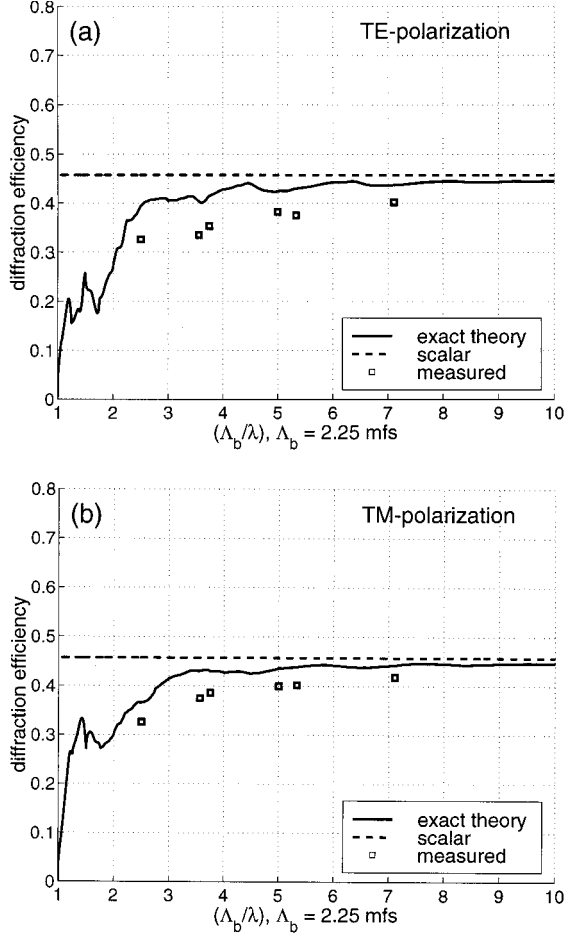 0.8
(a)
TE-polarization
0.7
0.6
0.5
0.4
0.3
0.2
0.1
0
diffraction efficiency
exact theory
scalar
measured
1 2 3 4 5 6 7 8 9 10
(Λb/λ), Λb = 2.25 mfs
0.8
(b)
TM-polarization
0.7
0.6
0.5
0.4
0.3
0.2
0.1
0
diffraction efficiency
exact theory
scalar
measured
1 2 3 4 5 6 7 8 9 10
(Λb/λ), Λb = 2.25 mfs